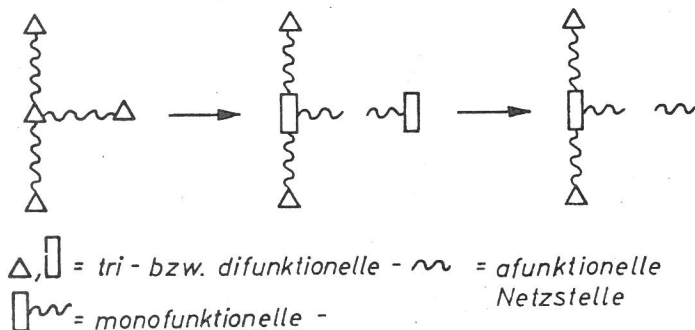 = tri - bzw. difunktionelle - = afunktionelle
Netzstelle
= monofunktionelle -